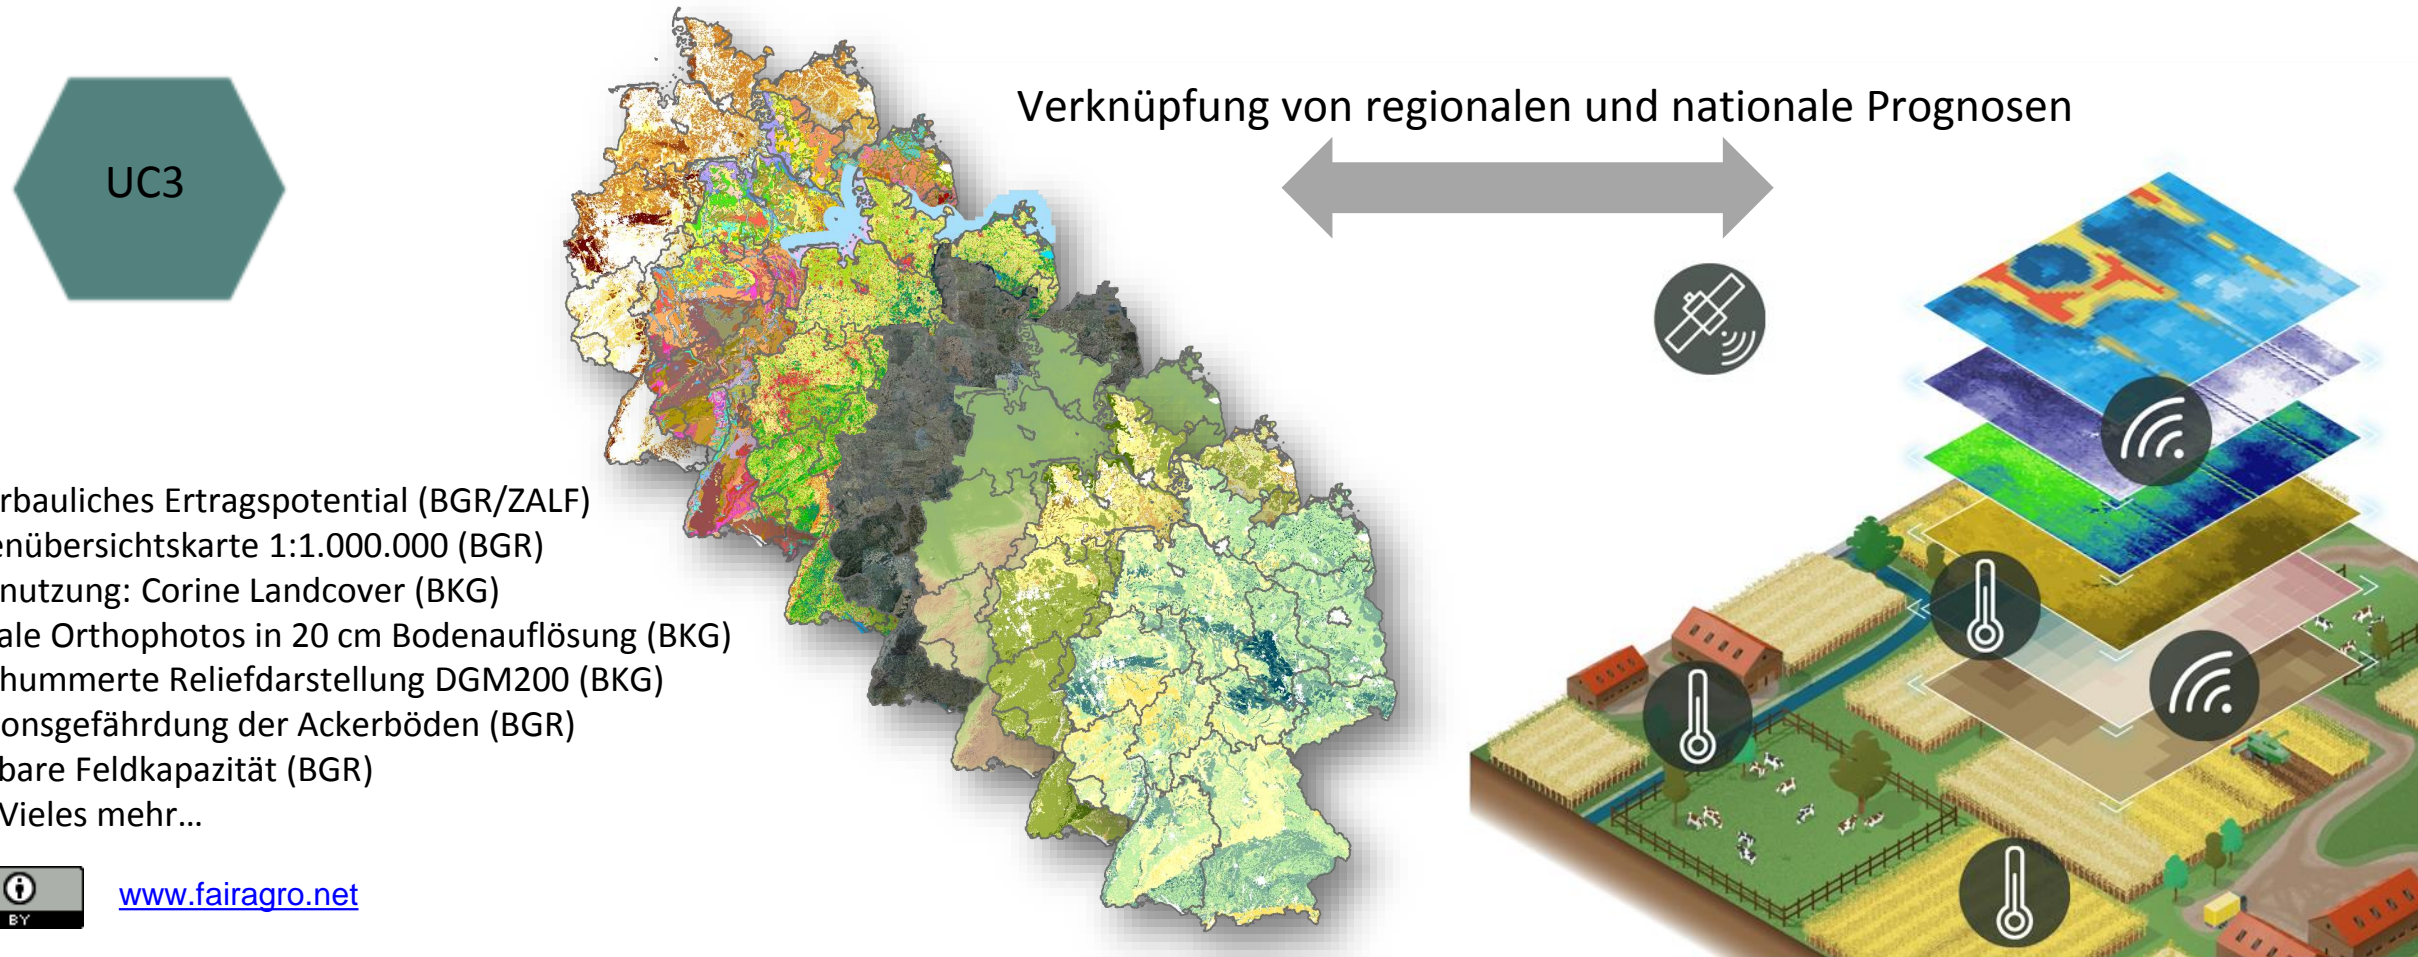 UC3
Verknüpfung von regionalen und nationale Prognosen
rbauliches Ertragspotential (BGR/ZALF)
enübersichtskarte 1:1.000.000 (BGR)
nutzung: Corine Landcover (BKG)
ale Orthophotos in 20 cm Bodenauflösung (BKG)
hummerte Reliefdarstellung DGM200 (BKG)
onsgefährdung der Ackerböden (BGR)
bare Feldkapazität (BGR)
Vieles mehr…
BY
www.fairagro.net